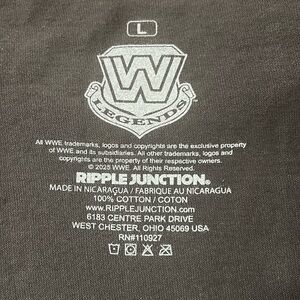 L
W
LEGENDS
All WWE trademarks, logos and copyrights are the exclusive property
of WWE and its subsidiaries. All other trademarks, logos and
copyrights are the property of their respective owners.
© 2025 WWE. All Rights Reserved.
RIPPLE JUNCTION®
MADE IN NICARAGUA / FABRIQUE AU NICARAGUA
100% COTTON / COTON
www.RIPPLEJUNCTION.com
6183 CENTRE PARK DRIVE
WEST CHESTER, OHIO 45069 USA
RN#110927